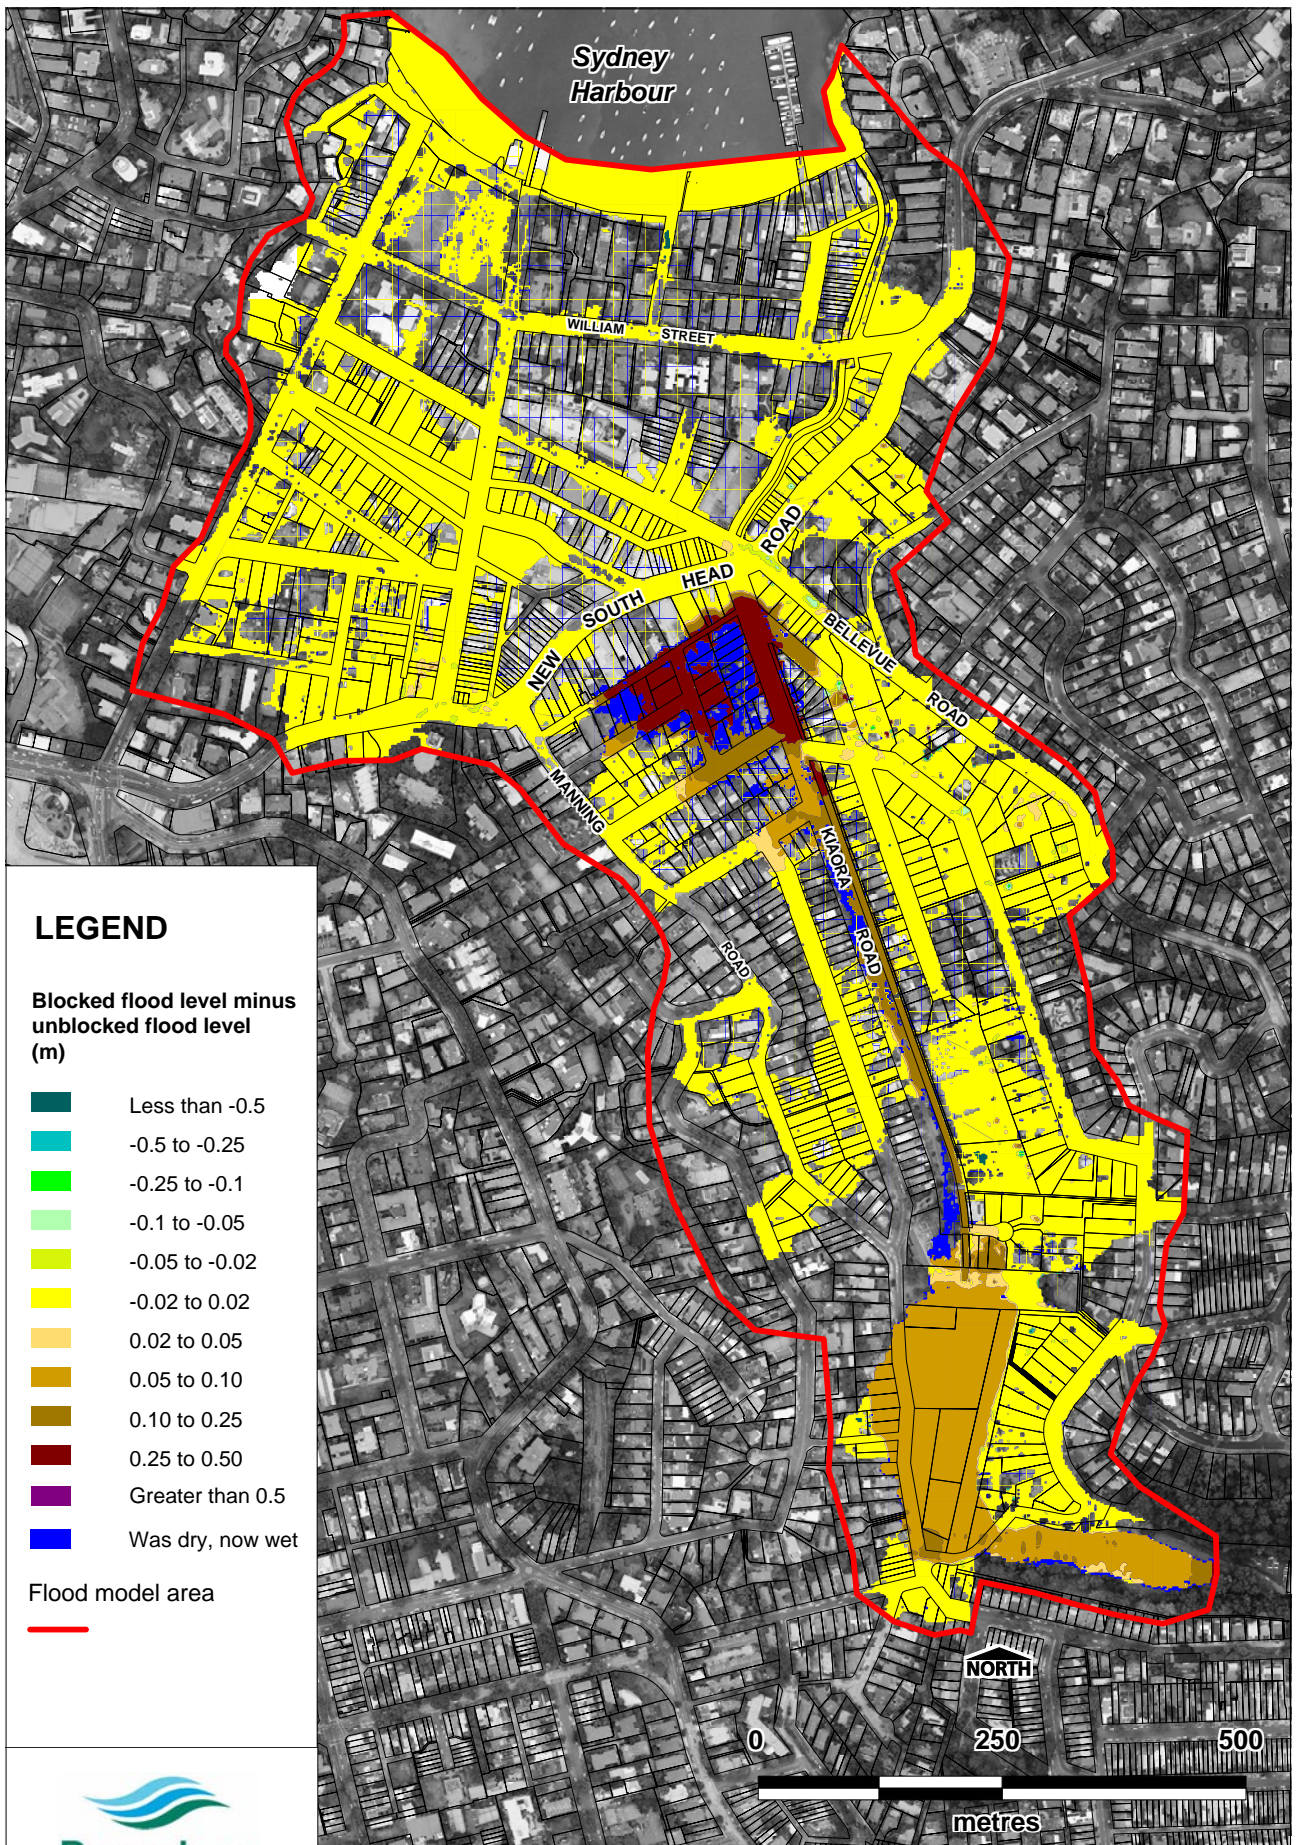 Sydney
Harbour
WILLIAM STREET
ROAD
HEAD
SOUTH
NEW
BELLEVUE
ROAD
MANNING
KIAORA
ROAD
ROAD
LEGEND
Blocked flood level minus
unblocked flood level
(m)
Less than -0.5
-0.5 to -0.25
-0.25 to -0.1
-0.1 to -0.05
-0.05 to -0.02
-0.02 to 0.02
0.02 to 0.05
0.05 to 0.10
0.10 to 0.25
0.25 to 0.50
Greater than 0.5
Was dry, now wet
Flood model area
NORTH
0 250 500
metres